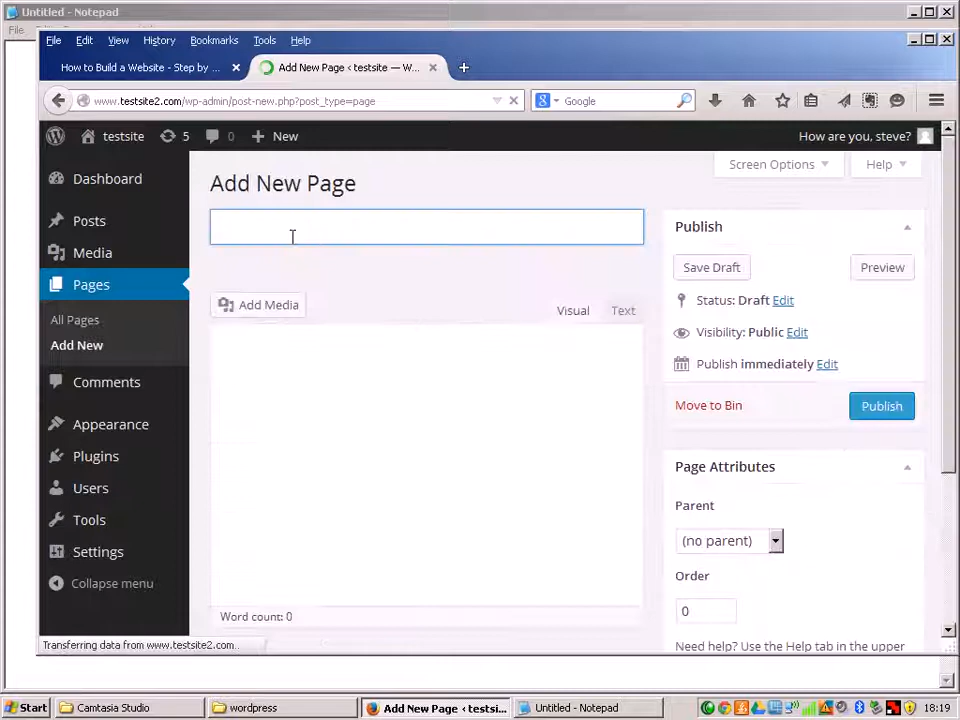 Untitled - Notepad
File
File Edit View History Bookmarks Tools Help
How to Build a Website - Step by ...
Add New Page ‹ testsite — W...
www.testsite2.com/wp-admin/post-new.php?post_type=page
Google
testsite 5 0 New
How are you, steve?
Screen Options
Help
Dashboard
Posts
Media
Pages
All Pages
Add New
Comments
Appearance
Plugins
Users
Tools
Settings
Collapse menu
Add New Page
Add Media
Visual Text
Word count: 0
Publish
Save Draft Preview
Status: Draft Edit
Visibility: Public Edit
Publish immediately Edit
Move to Bin Publish
Page Attributes
Parent
(no parent)
Order
0
Need help? Use the Help tab in the upper
Transferring data from www.testsite2.com...
Start Camtasia Studio wordpress Add New Page ‹ testsi... Untitled - Notepad 18:19